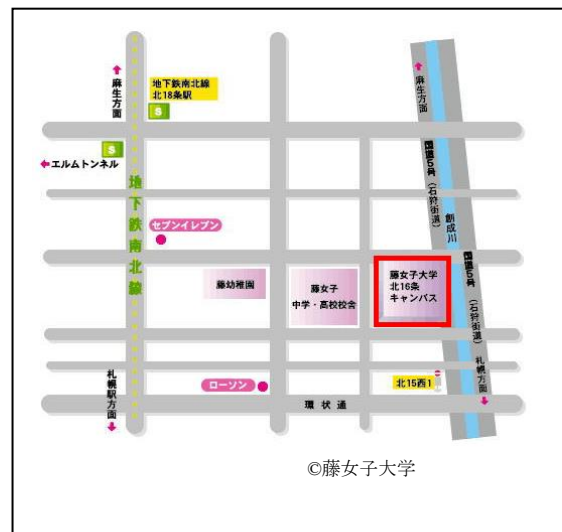 麻生方面
地下鉄南北線
北18条駅
S
S
エルムトンネル
地下鉄南北線
セブンイレブン
麻生方面
国道5号（石狩街道）
創成川
国道5号（石狩街道）
藤幼稚園
藤女子
中学・高校校舎
藤女子大学
北16条
キャンパス
札幌駅方面
ローソン
北15西1
札幌方面
環状通
©藤女子大学